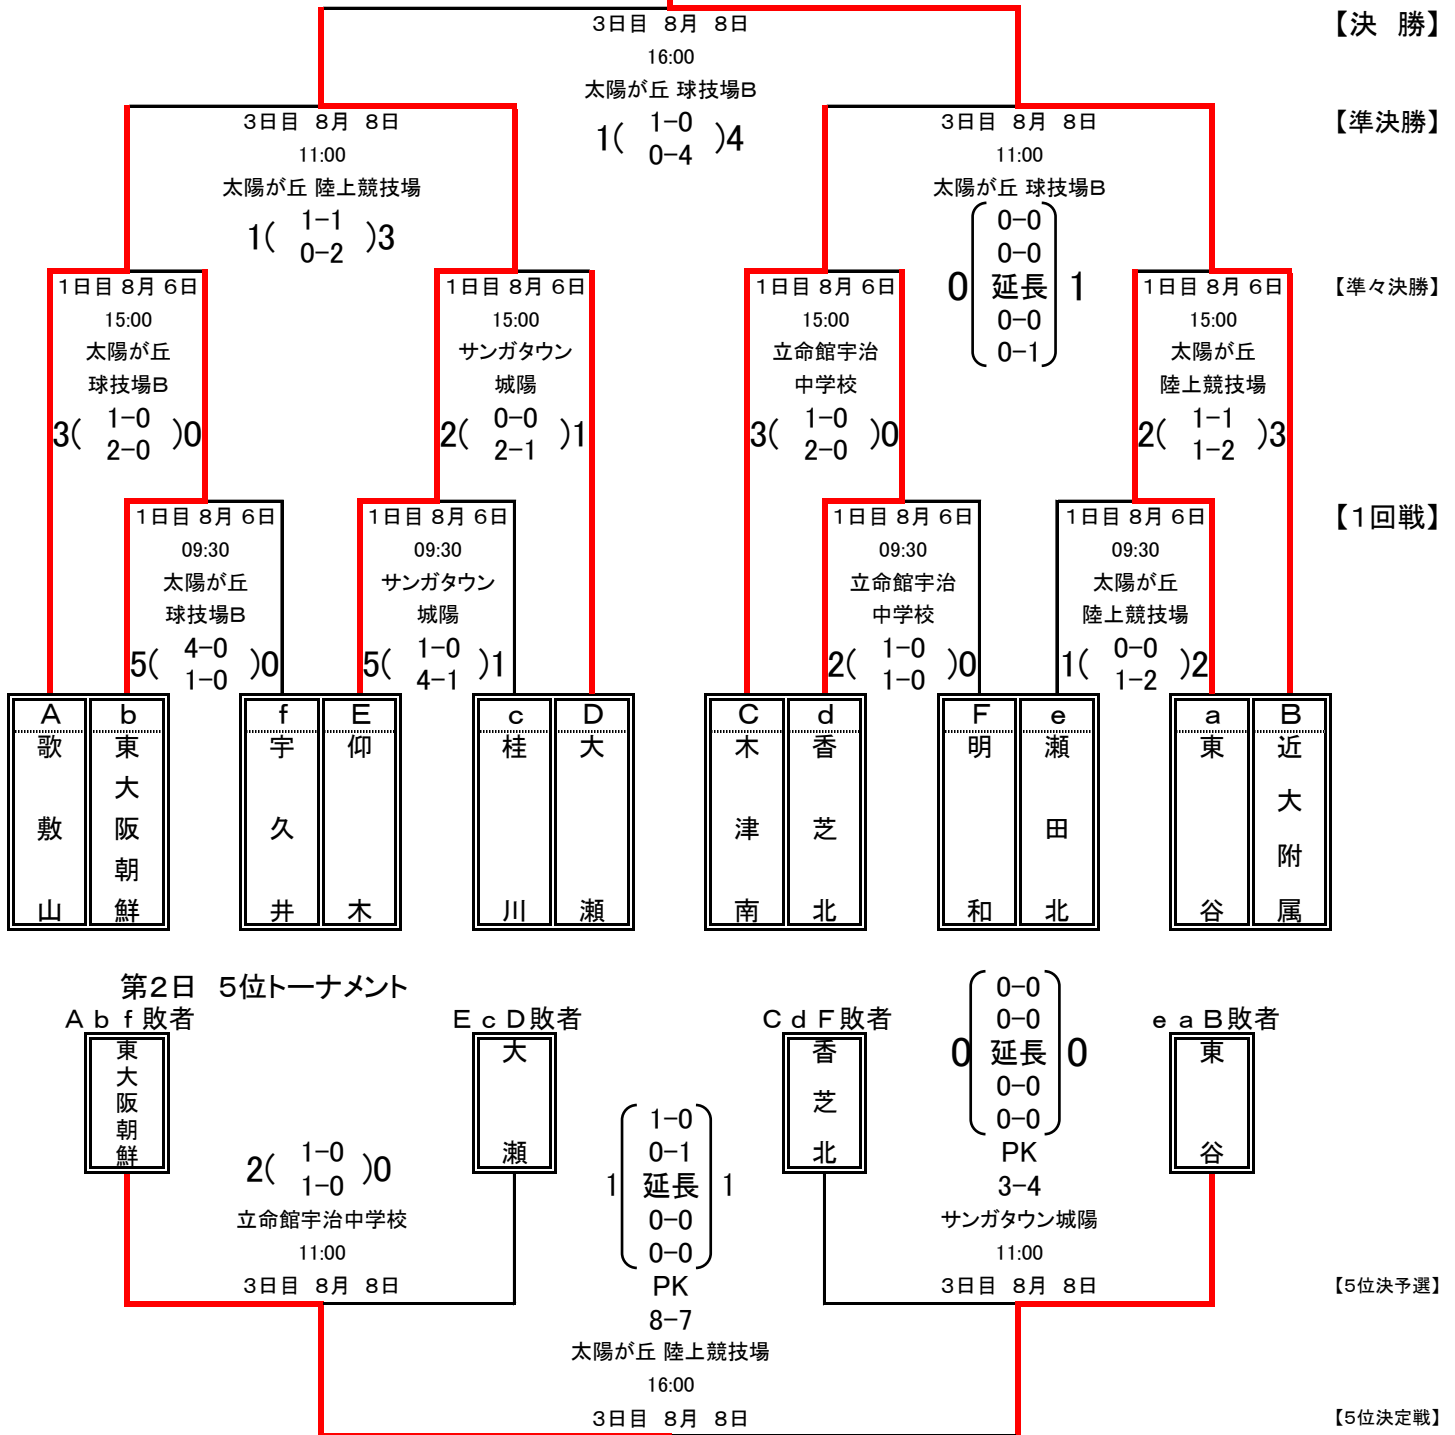 3日目 8月 8日
16:00
太陽が丘 球技場B
1( 1-0 )4
0-4
【決 勝】
3日目 8月 8日
11:00
太陽が丘 陸上競技場
1( 1-1 )3
0-2
3日目 8月 8日
11:00
太陽が丘 球技場B
0-0
0-0
0 延長 1
0-0
0-1
【準決勝】
1日目 8月 6日
15:00
太陽が丘
球技場B
3( 1-0 )0
2-0
1日目 8月 6日
15:00
サンガタウン
城陽
2( 0-0 )1
2-1
1日目 8月 6日
15:00
立命館宇治
中学校
3( 1-0 )0
2-0
1日目 8月 6日
15:00
太陽が丘
陸上競技場
2( 1-1 )3
1-2
【準々決勝】
1日目 8月 6日
09:30
太陽が丘
球技場B
5( 4-0 )0
1-0
1日目 8月 6日
09:30
サンガタウン
城陽
5( 1-0 )1
4-1
1日目 8月 6日
09:30
立命館宇治
中学校
2( 1-0 )0
1-0
1日目 8月 6日
09:30
太陽が丘
陸上競技場
1( 0-0 )2
1-2
【1回戦】
A
歌敷山
b
東大阪朝鮮
f
宇久井
E
仰木
c
桂川
D
大瀬
C
木津南
d
香芝北
F
明和
e
瀬田北
a
東谷
B
近大附属
第2日 5位トーナメント
Abf敗者
東大阪朝鮮
EcD敗者
大瀬
CdF敗者
香芝北
eaB敗者
東谷
2( 1-0 )0
1-0
立命館宇治中学校
11:00
3日目 8月 8日
0-0
0-0
0 延長 0
0-0
0-0
PK
3-4
サンガタウン城陽
11:00
3日目 8月 8日
【5位決予選】
1-0
0-1
1 延長 1
0-0
0-0
PK
8-7
太陽が丘 陸上競技場
16:00
3日目 8月 8日
【5位決定戦】